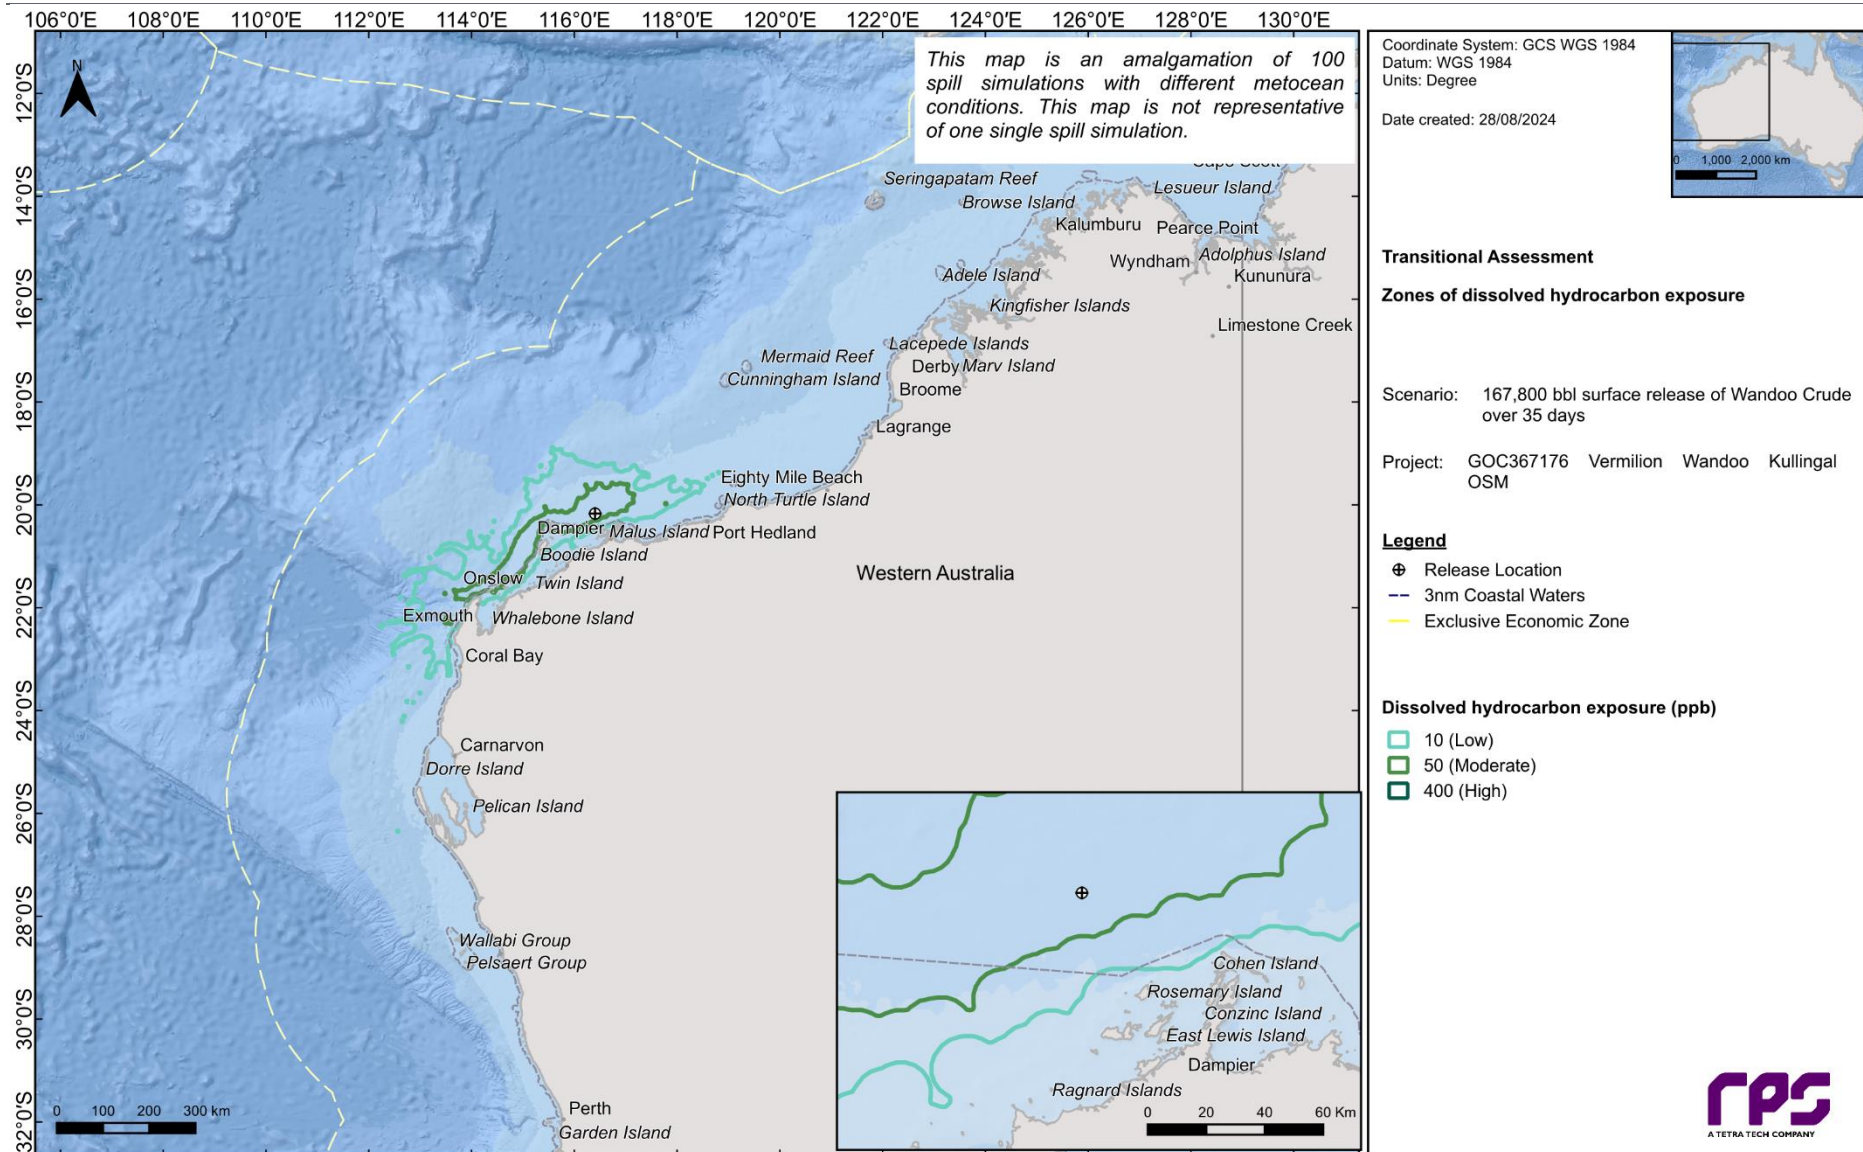 106°0'E 108°0'E 110°0'E 112°0'E 114°0'E 116°0'E 118°0'E 120°0'E 122°0'E 124°0'E 126°0'E 128°0'E 130°0'E
12°0'S
14°0'S
16°0'S
18°0'S
20°0'S
22°0'S
24°0'S
26°0'S
28°0'S
30°0'S
32°0'S
N
This map is an amalgamation of 100
spill simulations with different metocean
conditions. This map is not representative
of one single spill simulation.
Seringapatam Reef
Browse Island
Lesueur Island
Kalumburu
Pearce Point
Wyndham
Adolphus Island
Kununura
Adele Island
Kingfisher Islands
Limestone Creek
Lacepede Islands
Mermaid Reef
Derby
Cunningham Island
Broome
Lagrange
Eighty Mile Beach
North Turtle Island
Dampier
Malus Island
Port Hedland
Boodie Island
Onslow
Twin Island
Western Australia
Exmouth
Whalebone Island
Coral Bay
Carnarvon
Dorre Island
Pelican Island
Wallabi Group
Pelsaert Group
Perth
Garden Island
0 100 200 300 km
Cohen Island
Rosemary Island
Conzinc Island
East Lewis Island
Dampier
Ragnard Islands
0 20 40 60 Km
Coordinate System: GCS WGS 1984
Datum: WGS 1984
Units: Degree
Date created: 28/08/2024
0 1,000 2,000 km
Transitional Assessment
Zones of dissolved hydrocarbon exposure
Scenario: 167,800 bbl surface release of Wandoo Crude
over 35 days
Project: GOC367176 Vermilion Wandoo Kullingal
OSM
Legend
Release Location
3nm Coastal Waters
Exclusive Economic Zone
Dissolved hydrocarbon exposure (ppb)
10 (Low)
50 (Moderate)
400 (High)
rps
A TETRA TECH COMPANY